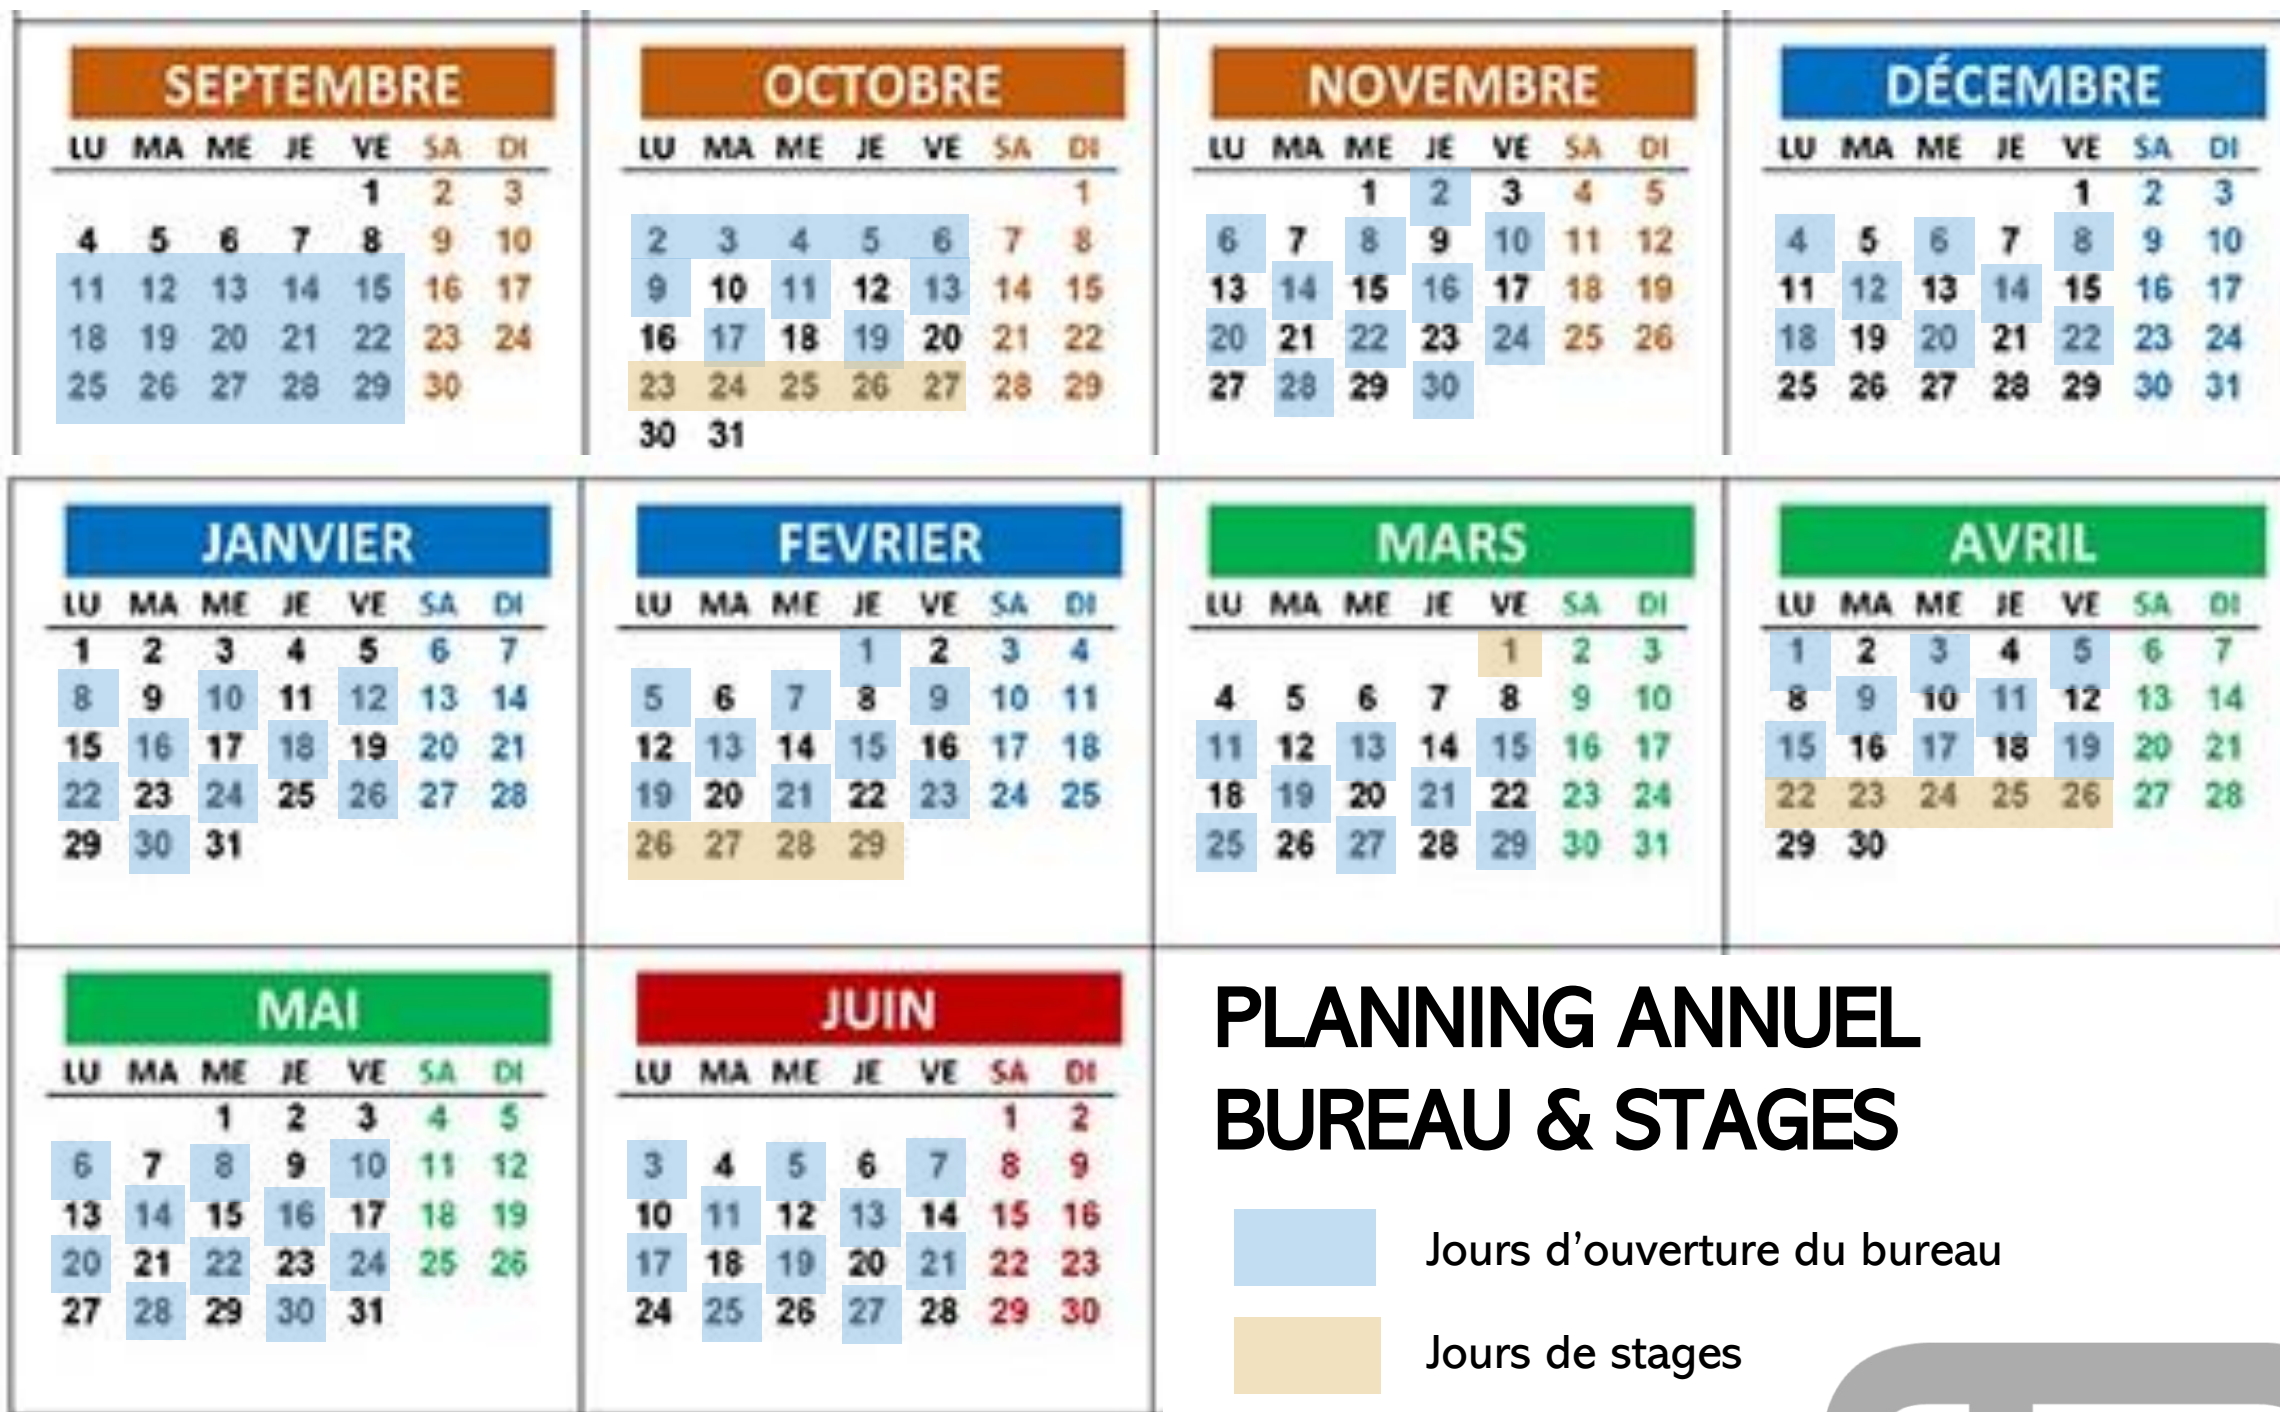 SEPTEMBRE
LU MA ME JE VE SA DI
1 2 3
4 5 6 7 8 9 10
11 12 13 14 15 16 17
18 19 20 21 22 23 24
25 26 27 28 29 30
OCTOBRE
LU MA ME JE VE SA DI
1
2 3 4 5 6 7 8
9 10 11 12 13 14 15
16 17 18 19 20 21 22
23 24 25 26 27 28 29
30 31
NOVEMBRE
LU MA ME JE VE SA DI
1 2 3 4 5
6 7 8 9 10 11 12
13 14 15 16 17 18 19
20 21 22 23 24 25 26
27 28 29 30
DÉCEMBRE
LU MA ME JE VE SA DI
1 2 3
4 5 6 7 8 9 10
11 12 13 14 15 16 17
18 19 20 21 22 23 24
25 26 27 28 29 30 31
JANVIER
LU MA ME JE VE SA DI
1 2 3 4 5 6 7
8 9 10 11 12 13 14
15 16 17 18 19 20 21
22 23 24 25 26 27 28
29 30 31
FEVRIER
LU MA ME JE VE SA DI
1 2 3 4
5 6 7 8 9 10 11
12 13 14 15 16 17 18
19 20 21 22 23 24 25
26 27 28 29
MARS
LU MA ME JE VE SA DI
1 2 3
4 5 6 7 8 9 10
11 12 13 14 15 16 17
18 19 20 21 22 23 24
25 26 27 28 29 30 31
AVRIL
LU MA ME JE VE SA DI
1 2 3 4 5 6 7
8 9 10 11 12 13 14
15 16 17 18 19 20 21
22 23 24 25 26 27 28
29 30
MAI
LU MA ME JE VE SA DI
1 2 3 4 5
6 7 8 9 10 11 12
13 14 15 16 17 18 19
20 21 22 23 24 25 26
27 28 29 30 31
JUIN
LU MA ME JE VE SA DI
1 2
3 4 5 6 7 8 9
10 11 12 13 14 15 16
17 18 19 20 21 22 23
24 25 26 27 28 29 30
PLANNING ANNUEL
BUREAU & STAGES
Jours d'ouverture du bureau
Jours de stages